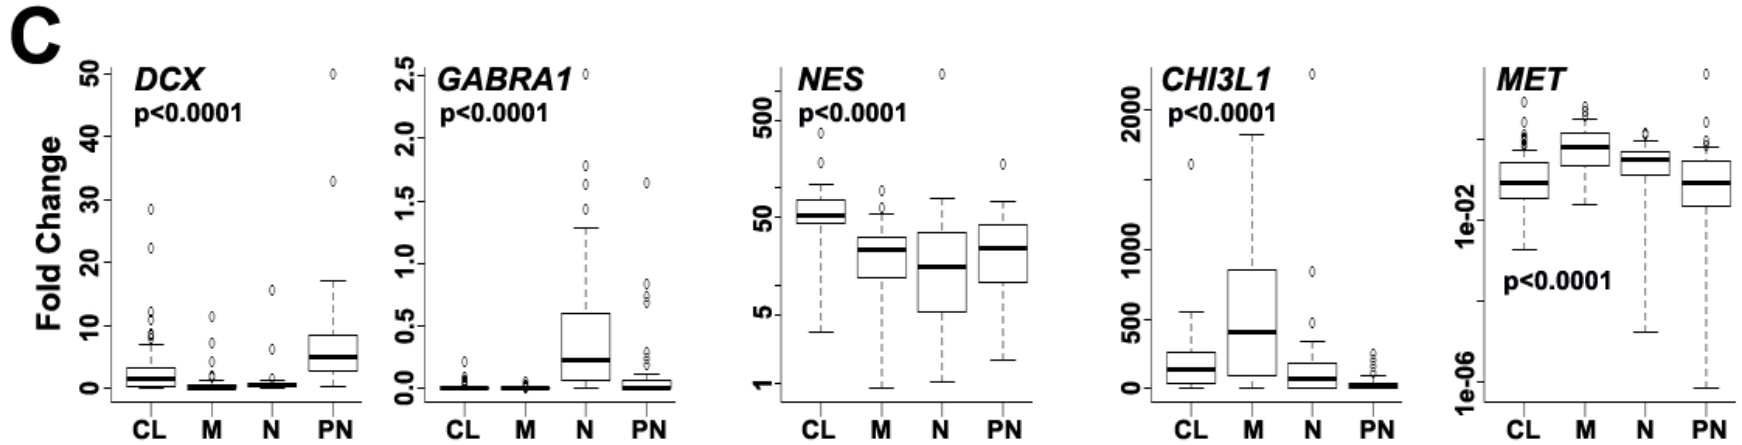 C
DCX
p<0.0001
Fold Change
50
40
30
20
10
0
CL M N PN
GABRA1
p<0.0001
2.5
2.0
1.5
1.0
0.5
0.0
CL M N PN
NES
p<0.0001
500
50
5
1
CL M N PN
CHI3L1
p<0.0001
2000
1000
500
0
CL M N PN
MET
1e-02
p<0.0001
1e-06
CL M N PN